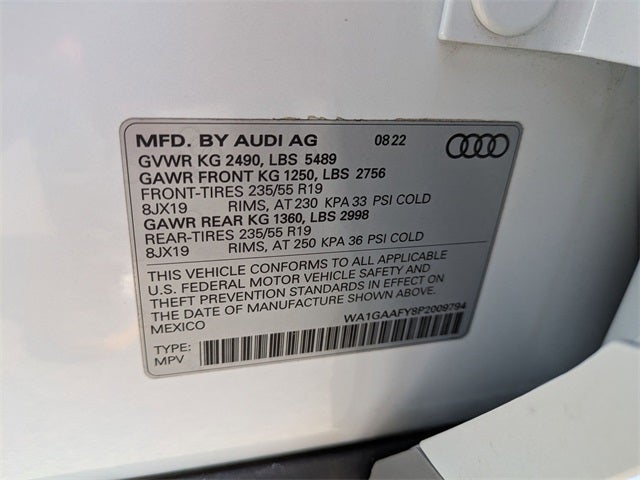 MFD. BY AUDI AG 08 22
GVWR KG 2490, LBS 5489
GAWR FRONT KG 1250, LBS 2756
FRONT-TIRES 235/55 R19
8JX19 RIMS, AT 230 KPA 33 PSI COLD
GAWR REAR KG 1360, LBS 2998
REAR-TIRES 235/55 R19
8JX19 RIMS, AT 250 KPA 36 PSI COLD
THIS VEHICLE CONFORMS TO ALL APPLICABLE
U.S. FEDERAL MOTOR VEHICLE SAFETY AND
THEFT PREVENTION STANDARDS IN EFFECT ON
THE DATE OF MANUFACTURE SHOWN ABOVE.
MEXICO WA1GAAFY8P2009794
TYPE:
MPV